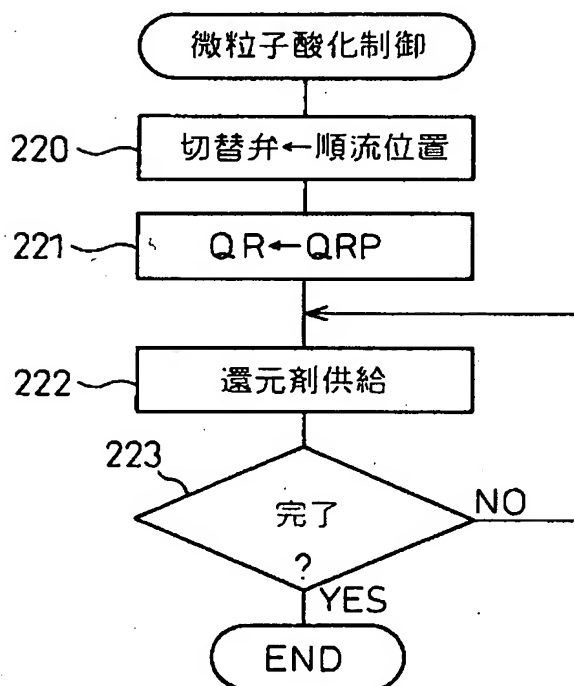 微粒子酸化制御
220
切替弁←順流位置
221
QR←QRP
222
還元剤供給
223
完了
?
NO
YES
END